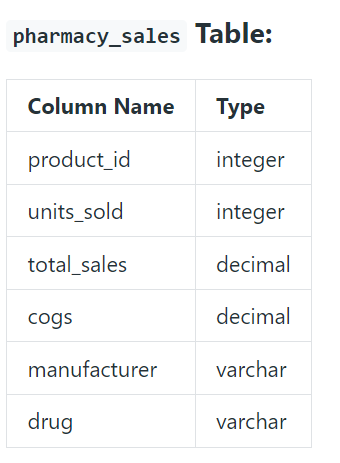 pharmacy_sales Table:
Column Name Type
product_id integer
units_sold integer
total_sales decimal
cogs decimal
manufacturer varchar
drug varchar